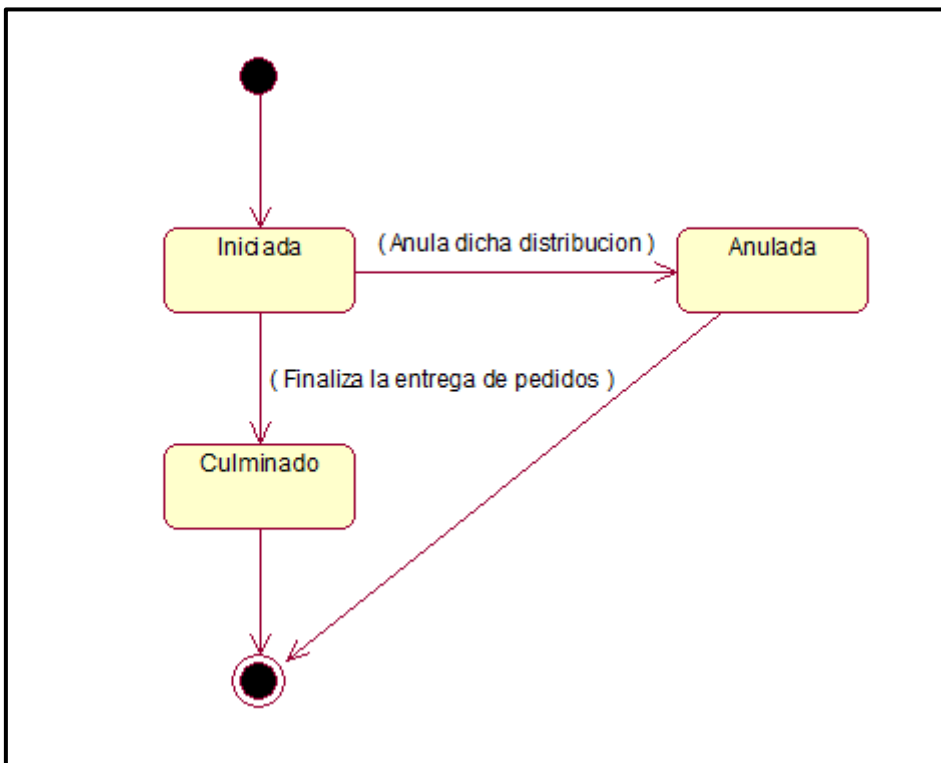 Iniciada
( Anula dicha distribucion )
Anulada
( Finaliza la entrega de pedidos )
Culminado